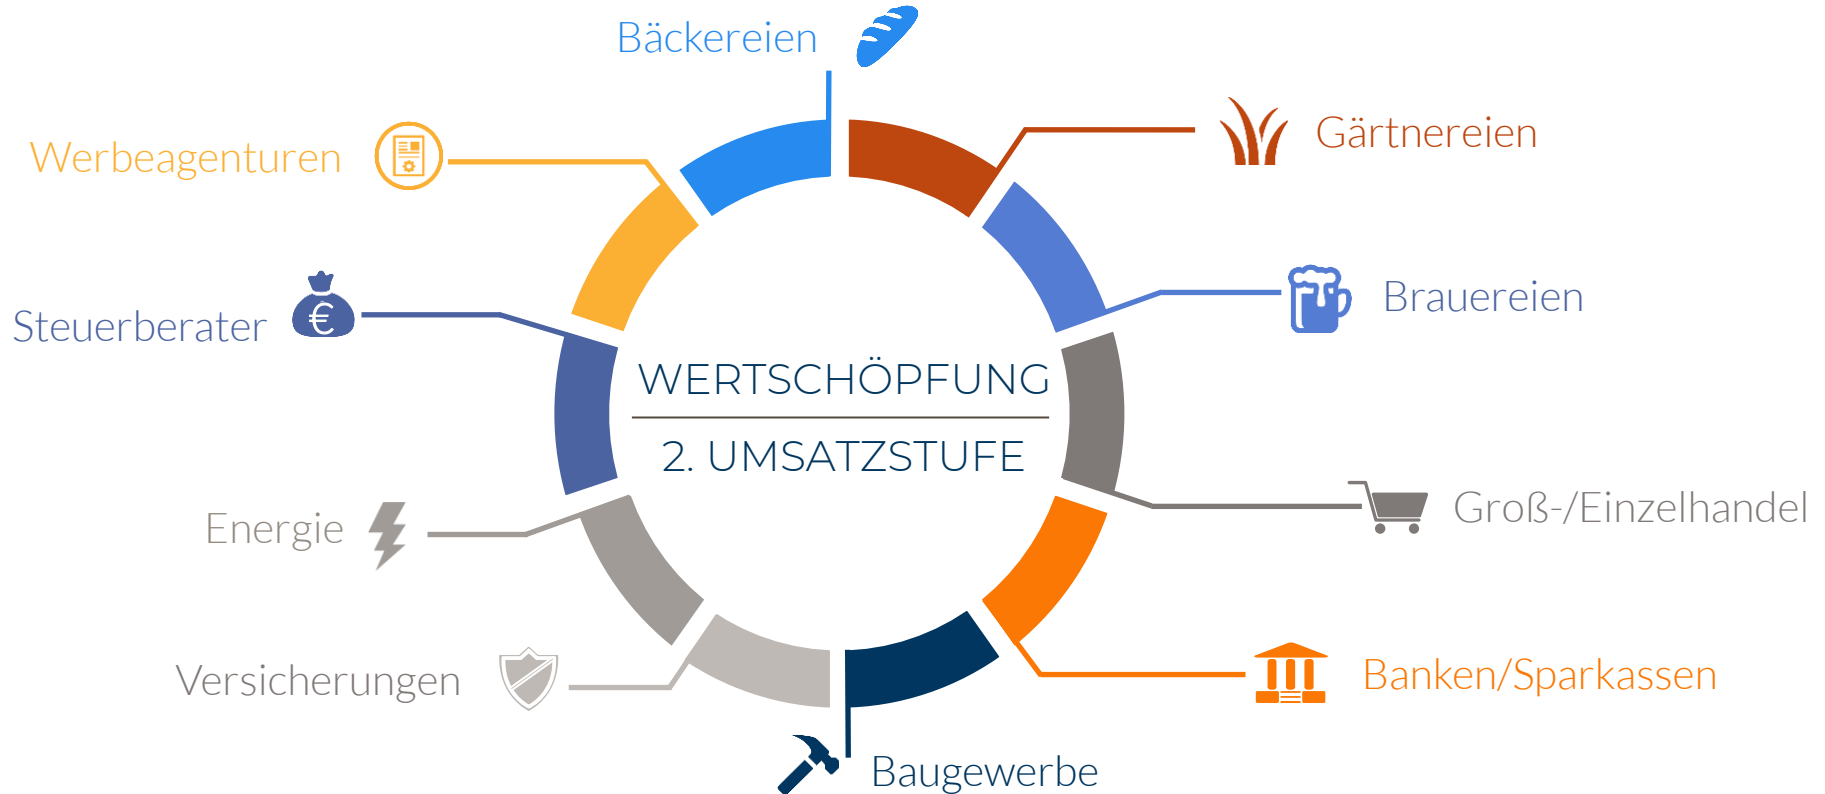 Bäckereien
Gärtnereien
Werbeagenturen
Brauereien
Steuerberater
€
WERTSCHÖPFUNG
2. UMSATZSTUFE
Groß-/Einzelhandel
Energie
Banken/Sparkassen
Versicherungen
Baugewerbe